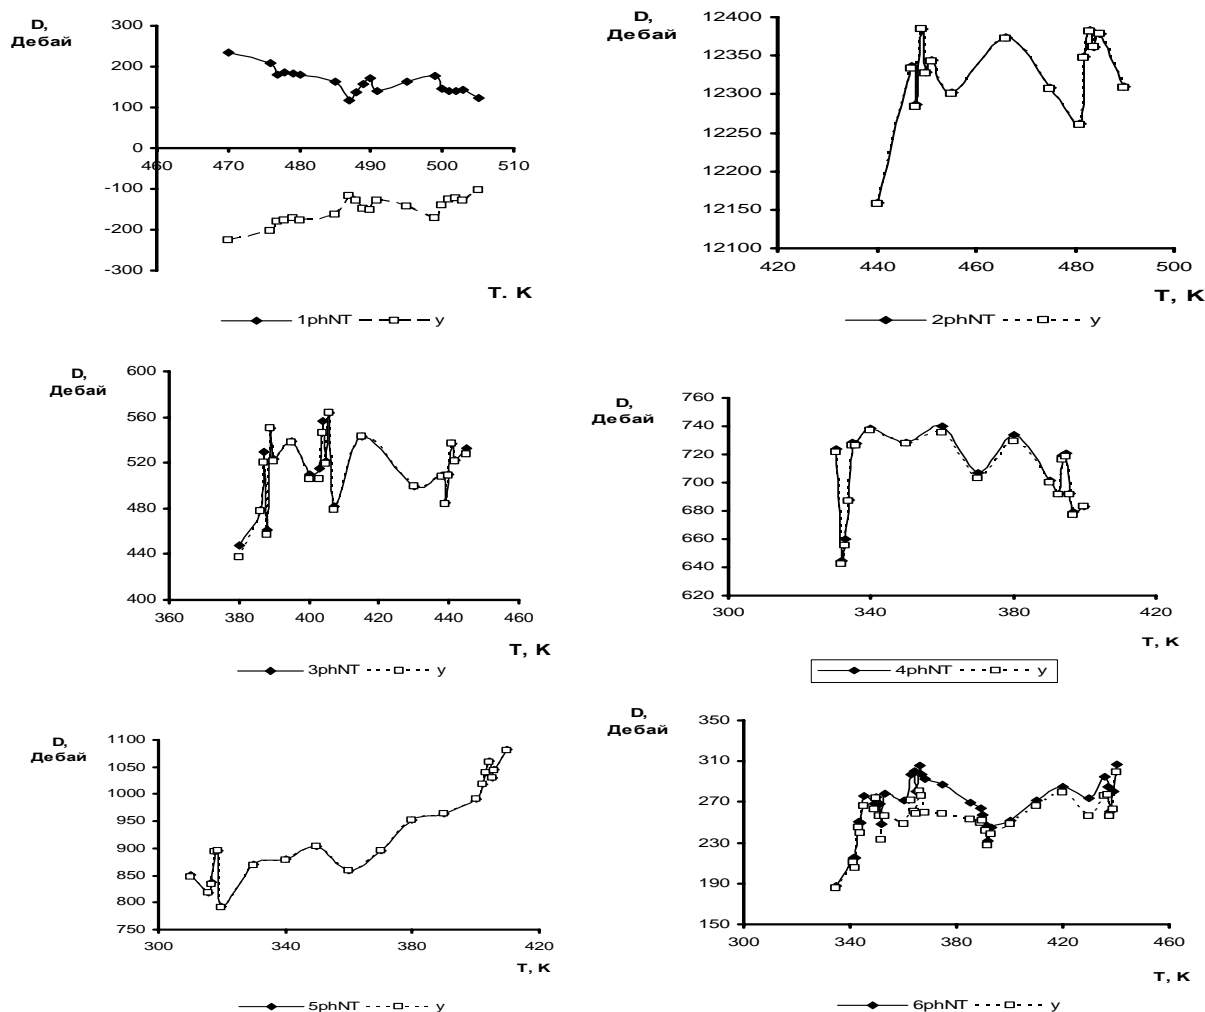 D,
Дебай
300
200
100
0
-100
-200
-300
460 470 480 490 500 510
T. K
1phNT y
D,
Дебай
12400
12350
12300
12250
12200
12150
12100
420 440 460 480 500
T, K
2phNT y
D,
Дебай
600
560
520
480
440
400
360 380 400 420 440 460
T, K
3phNT y
D,
Дебай
760
740
720
700
680
660
640
620
300 340 380 420
T, K
4phNT y
D,
Дебай
1100
1050
1000
950
900
850
800
750
300 340 380 420
T, K
5phNT y
D,
Дебай
350
310
270
230
190
150
300 340 380 420 460
T, K
6phNT y